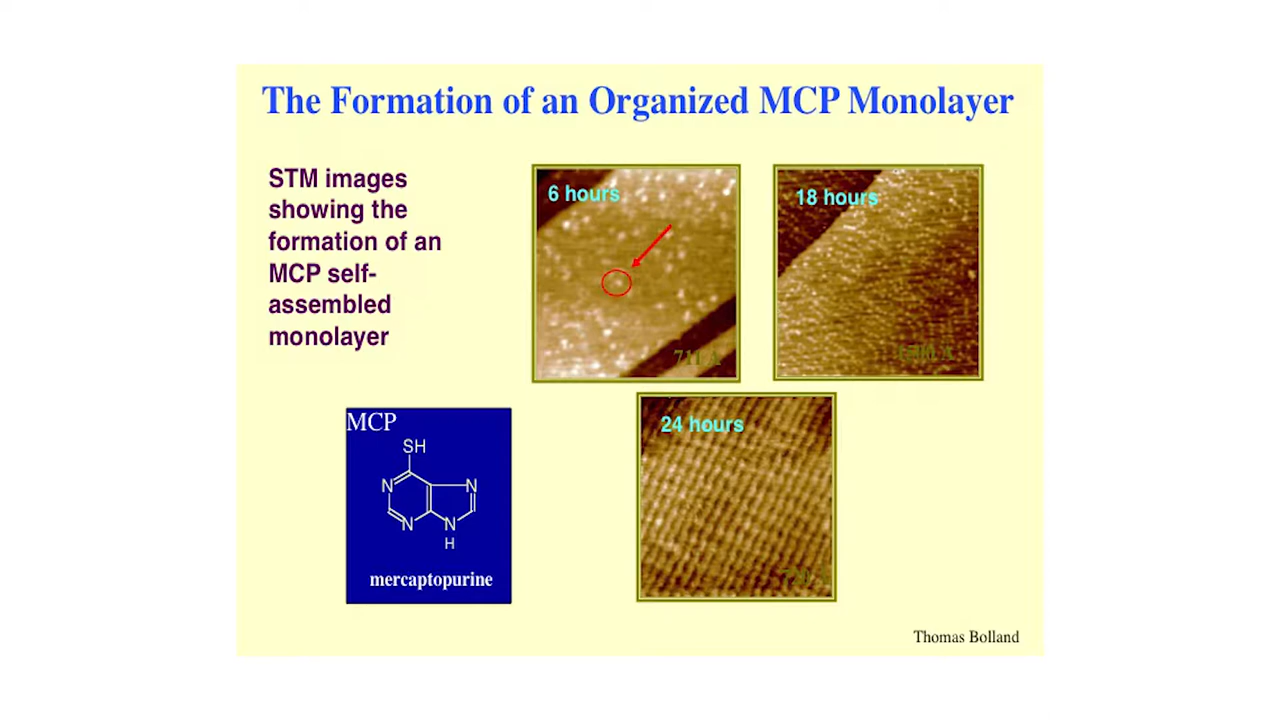 The Formation of an Organized MCP Monolayer
STM images
showing the
formation of an
MCP self-
assembled
monolayer
6 hours
711 A
18 hours
24 hours
MCP
SH
N
N
N
N
H
mercaptopurine
Thomas Bolland